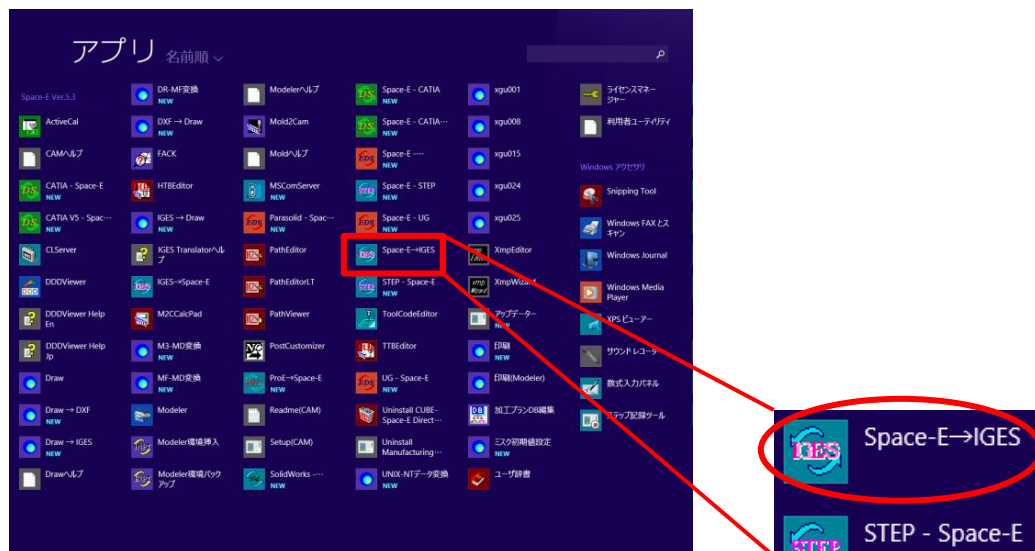 アプリ 名前順
Space-E Ver.5.3
ActiveCal
CAMヘルプ
CATIA - Space-E
NEW
CATIA V5 - Spac…
NEW
CLServer
DDDViewer
DDDViewer Help
En
DDDViewer Help
Jp
Draw
Draw → DXF
NEW
Draw → IGES
NEW
Drawヘルプ
DR-MF変換
NEW
DXF → Draw
NEW
FACK
HTBEditor
IGES → Draw
NEW
IGES Translatorヘル
プ
IGES→Space-E
M2CCalcPad
M3-MD変換
NEW
MF-MD変換
NEW
Modeler
Modeler環境挿入
Modeler環境バック
アップ
Modelerヘルプ
Mold2Cam
Moldヘルプ
MSComServer
NEW
Parasolid - Spac…
NEW
PathEditor
PathEditorLT
PathViewer
PostCustomizer
ProE→Space-E
NEW
Readme(CAM)
Setup(CAM)
SolidWorks ----
NEW
Space-E - CATIA
NEW
Space-E - CATIA…
NEW
Space-E ----
NEW
Space-E - STEP
NEW
Space-E - UG
NEW
Space-E→IGES
STEP - Space-E
NEW
ToolCodeEditor
TTBEditor
UG - Space-E
NEW
Uninstall CUBE-
Space-E Direct…
Uninstall
Manufacturing…
UNIX-NTデータ変換
NEW
xgu001
NEW
xgu008
NEW
xgu015
NEW
xgu024
NEW
xgu025
NEW
XmpEditor
XmpWizard
アップデーター
NEW
印刷
NEW
印刷(Modeler)
NEW
加工プランDB編集
ミスク初期値設定
NEW
ユーザ辞書
ライセンスマネー
ジャー
利用者ユーティリティ
Windows アクセサリ
Snipping Tool
Windows FAX とス
キャン
Windows Journal
Windows Media
Player
XPS ビューアー
サウンド レコーダー
数式入力パネル
ステップ記録ツール
IGES
Space-E→IGES
STEP
STEP - Space-E